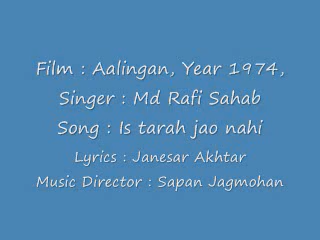 Film : Aalingan, Year 1974,
Singer : Md Rafi Sahab
Song : Is tarah jao nahi
Lyrics : Janesar Akhtar
Music Director : Sapan Jagmohan